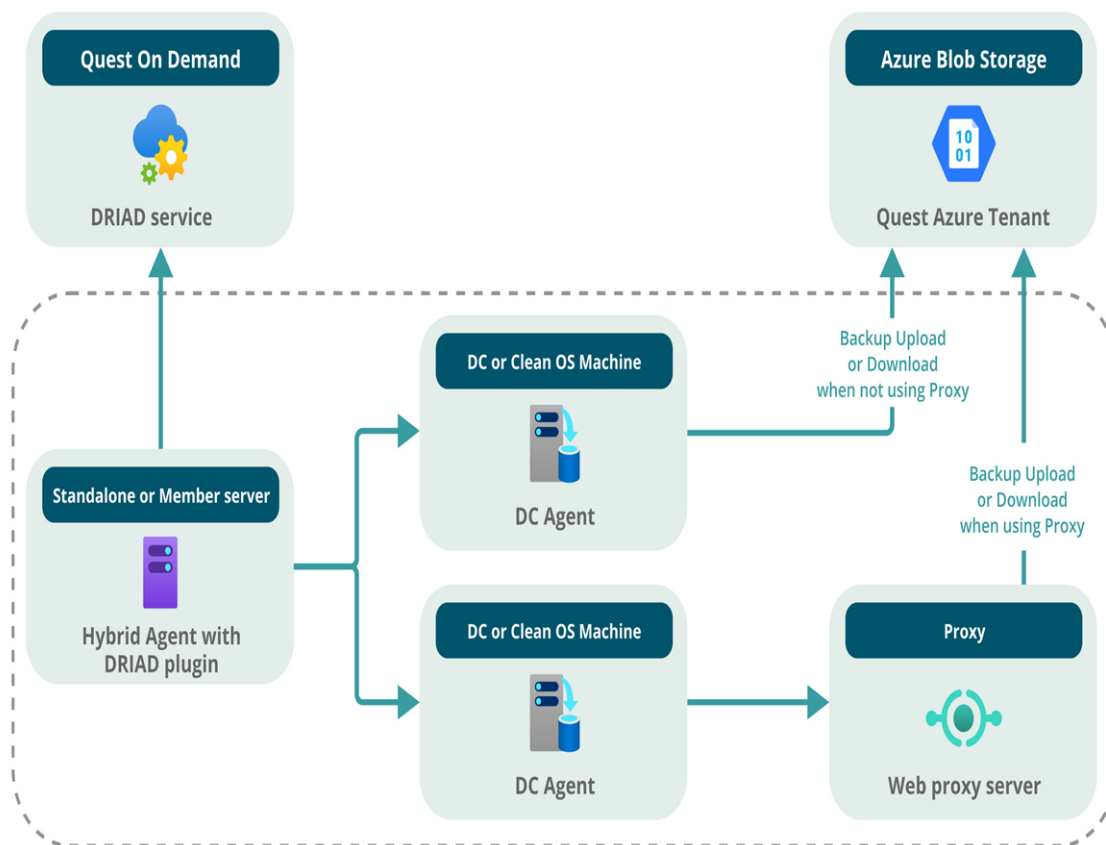 Quest On Demand
DRIAD service
Azure Blob Storage
10
01
Quest Azure Tenant
DC or Clean OS Machine
DC Agent
Backup Upload
or Download
when not using Proxy
Standalone or Member server
Hybrid Agent with
DRIAD plugin
Backup Upload
or Download
when using Proxy
DC or Clean OS Machine
DC Agent
Proxy
Web proxy server